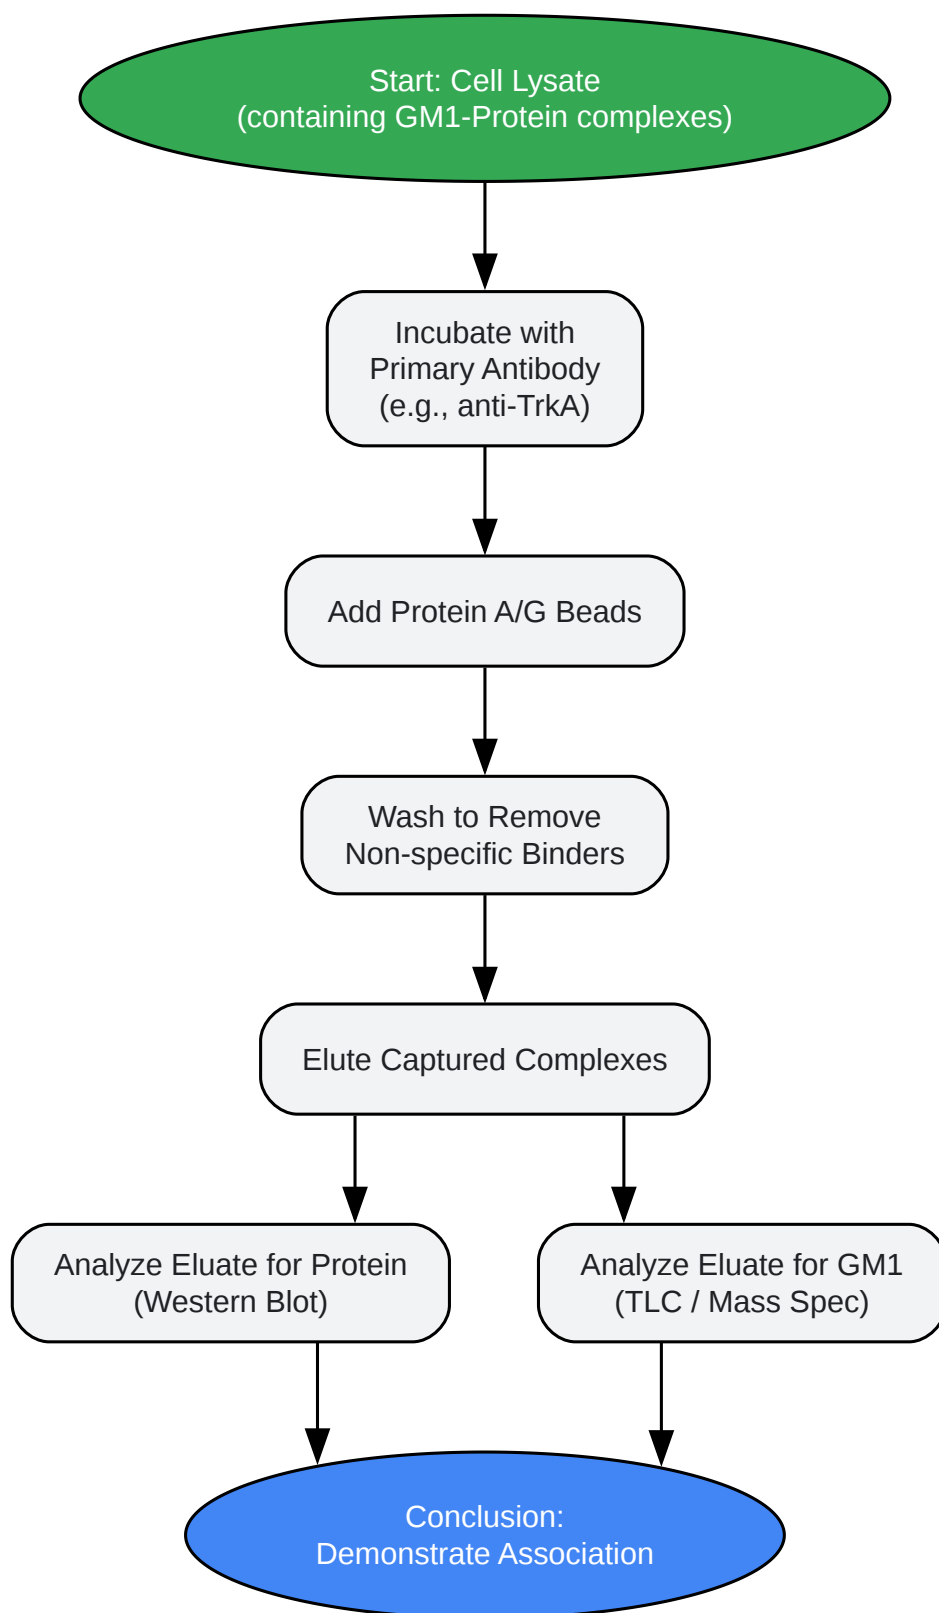 Start: Cell Lysate
(containing GM1-Protein complexes)
Incubate with
Primary Antibody
(e.g., anti-TrkA)
Add Protein A/G Beads
Wash to Remove
Non-specific Binders
Elute Captured Complexes
Analyze Eluate for Protein
(Western Blot)
Analyze Eluate for GM1
(TLC / Mass Spec)
Conclusion:
Demonstrate Association